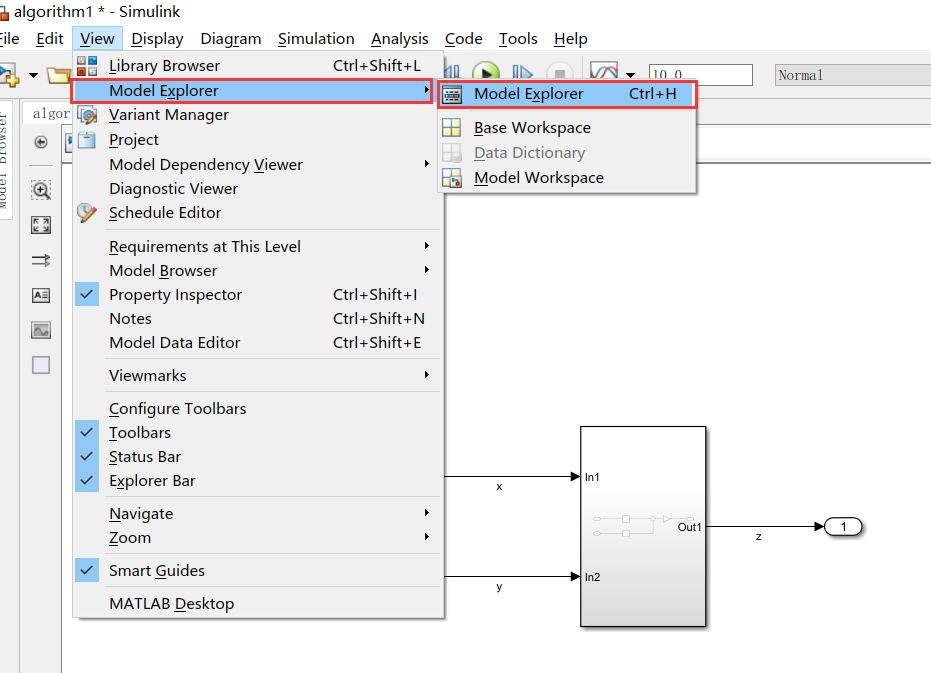 algorithm1 * - Simulink
File Edit View Display Diagram Simulation Analysis Code Tools Help
10.0 Normal
algor
Model Browser
Library Browser Ctrl+Shift+L
Model Explorer
Variant Manager
Project
Model Dependency Viewer
Diagnostic Viewer
Schedule Editor
Requirements at This Level
Model Browser
Property Inspector Ctrl+Shift+I
Notes Ctrl+Shift+N
Model Data Editor Ctrl+Shift+E
Viewmarks
Configure Toolbars
Toolbars
Status Bar
Explorer Bar
Navigate
Zoom
Smart Guides
MATLAB Desktop
Model Explorer Ctrl+H
Base Workspace
Data Dictionary
Model Workspace
x
In1
Out1
z
1
y
In2